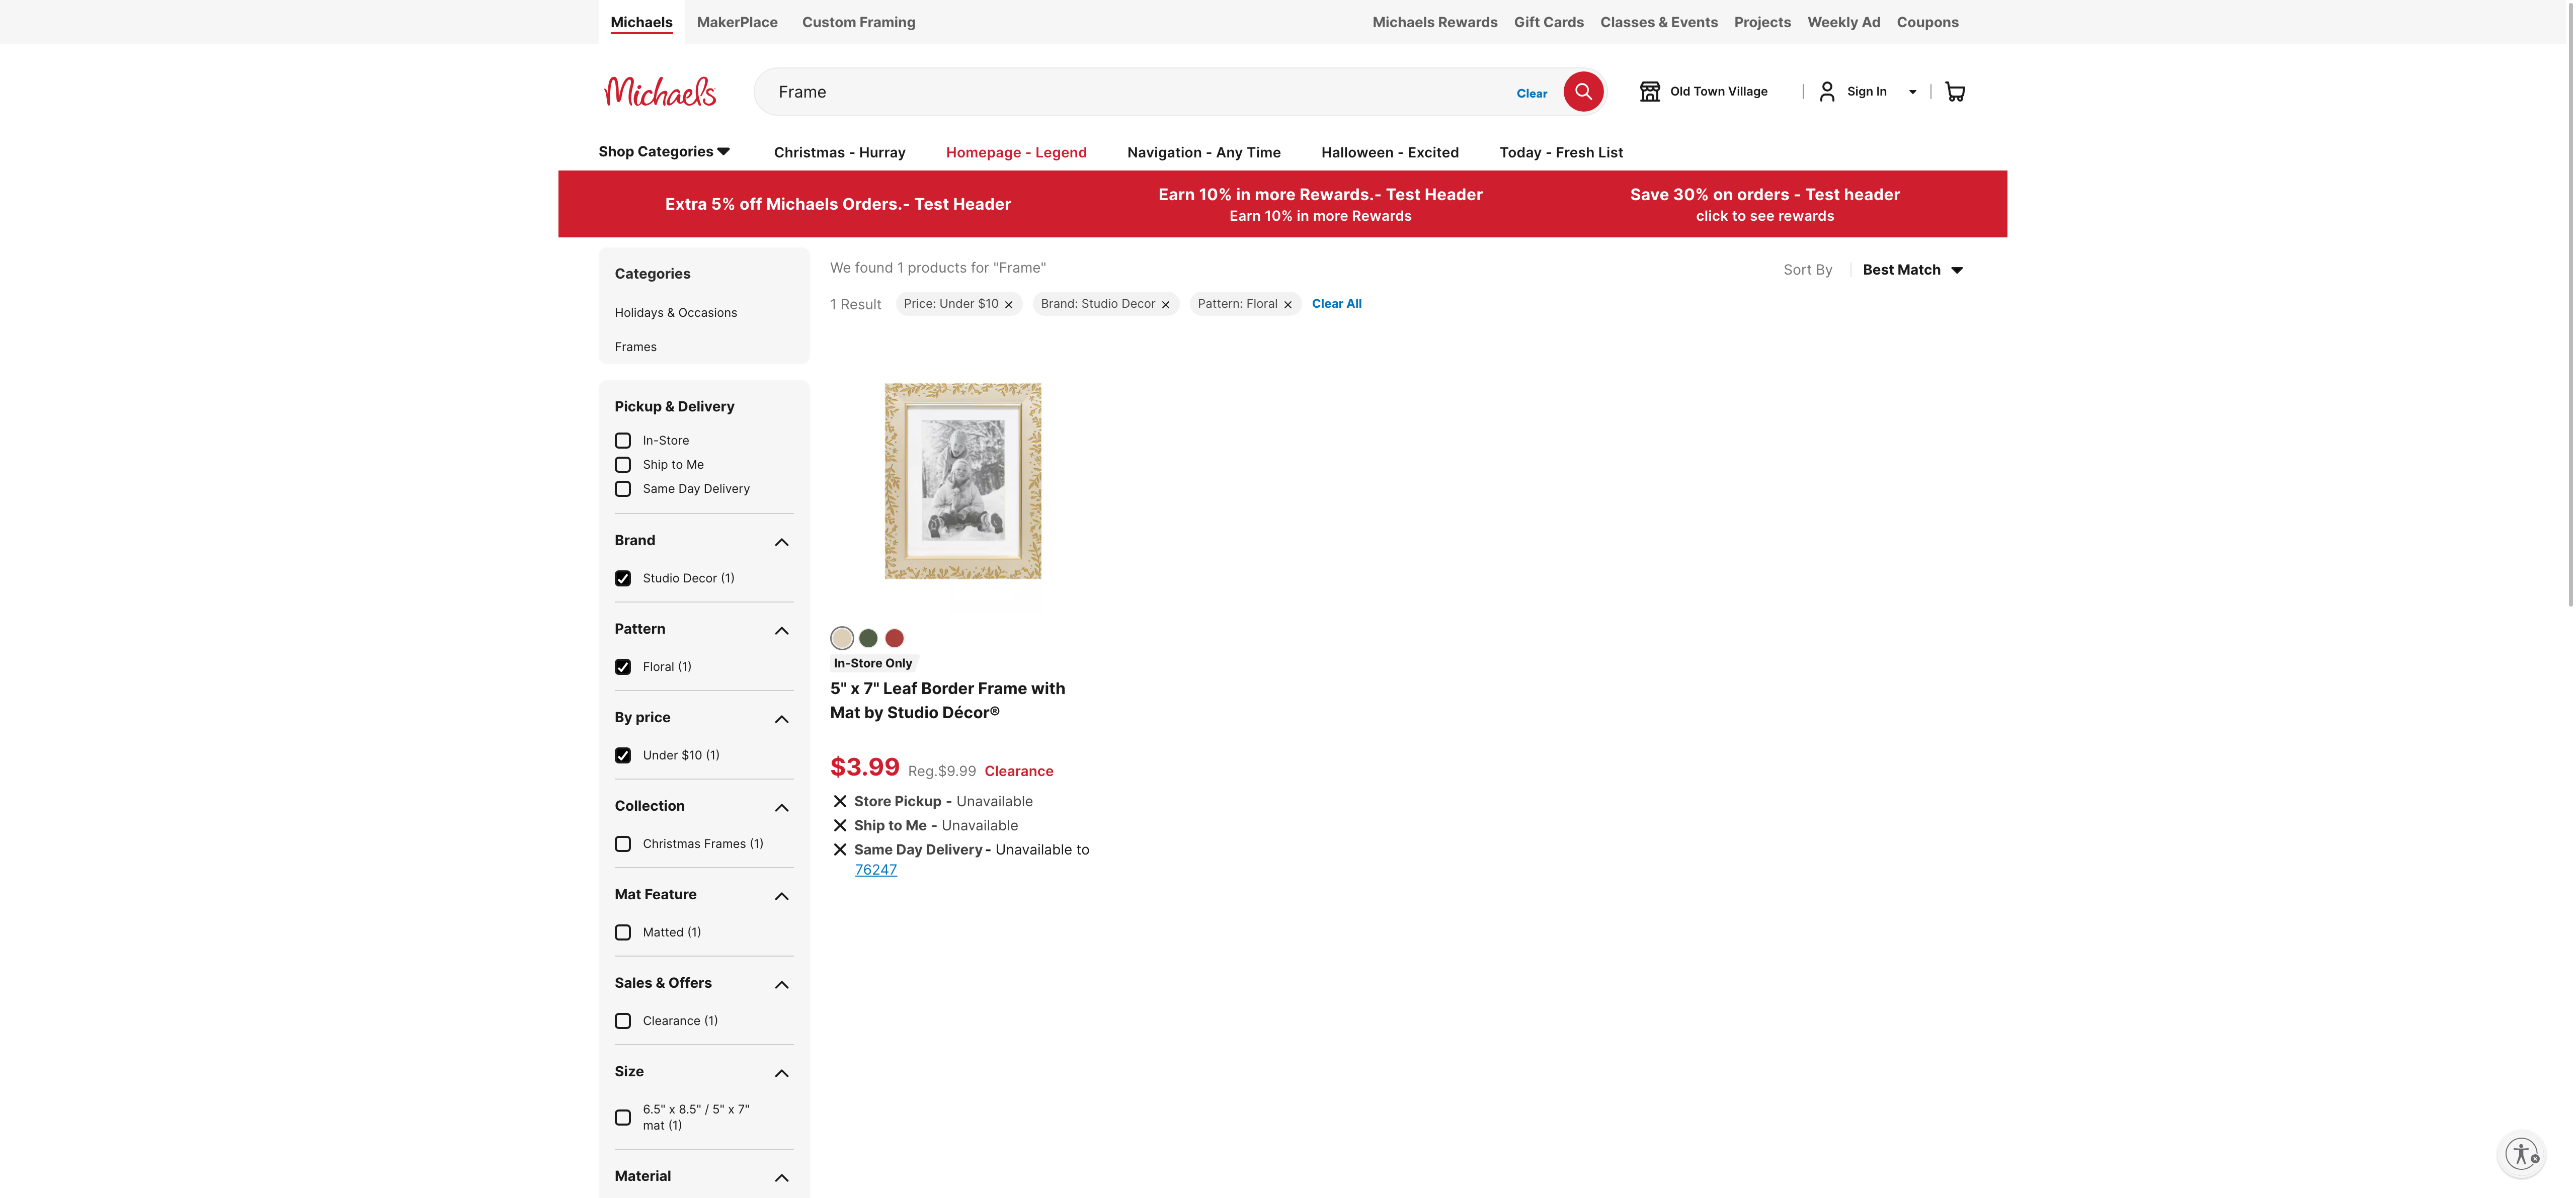 Michaels
MakerPlace
Custom Framing
Michaels Rewards
Gift Cards
Classes & Events
Projects
Weekly Ad
Coupons
Michaels
Frame
Clear
Old Town Village
Sign In
Shop Categories
Christmas - Hurray
Homepage - Legend
Navigation - Any Time
Halloween - Excited
Today - Fresh List
Extra 5% off Michaels Orders.- Test Header
Earn 10% in more Rewards.- Test Header
Earn 10% in more Rewards
Save 30% on orders - Test header
click to see rewards
Categories
Holidays & Occasions
Frames
Pickup & Delivery
In-Store
Ship to Me
Same Day Delivery
Brand
Studio Decor (1)
Pattern
Floral (1)
By price
Under $10 (1)
Collection
Christmas Frames (1)
Mat Feature
Matted (1)
Sales & Offers
Clearance (1)
Size
6.5" x 8.5" / 5" x 7"
mat (1)
Material
We found 1 products for "Frame"
Sort By
Best Match
1 Result
Price: Under $10
Brand: Studio Decor
Pattern: Floral
Clear All
In-Store Only
5" x 7" Leaf Border Frame with
Mat by Studio Décor®
$3.99 Reg.$9.99 Clearance
Store Pickup - Unavailable
Ship to Me - Unavailable
Same Day Delivery - Unavailable to
76247